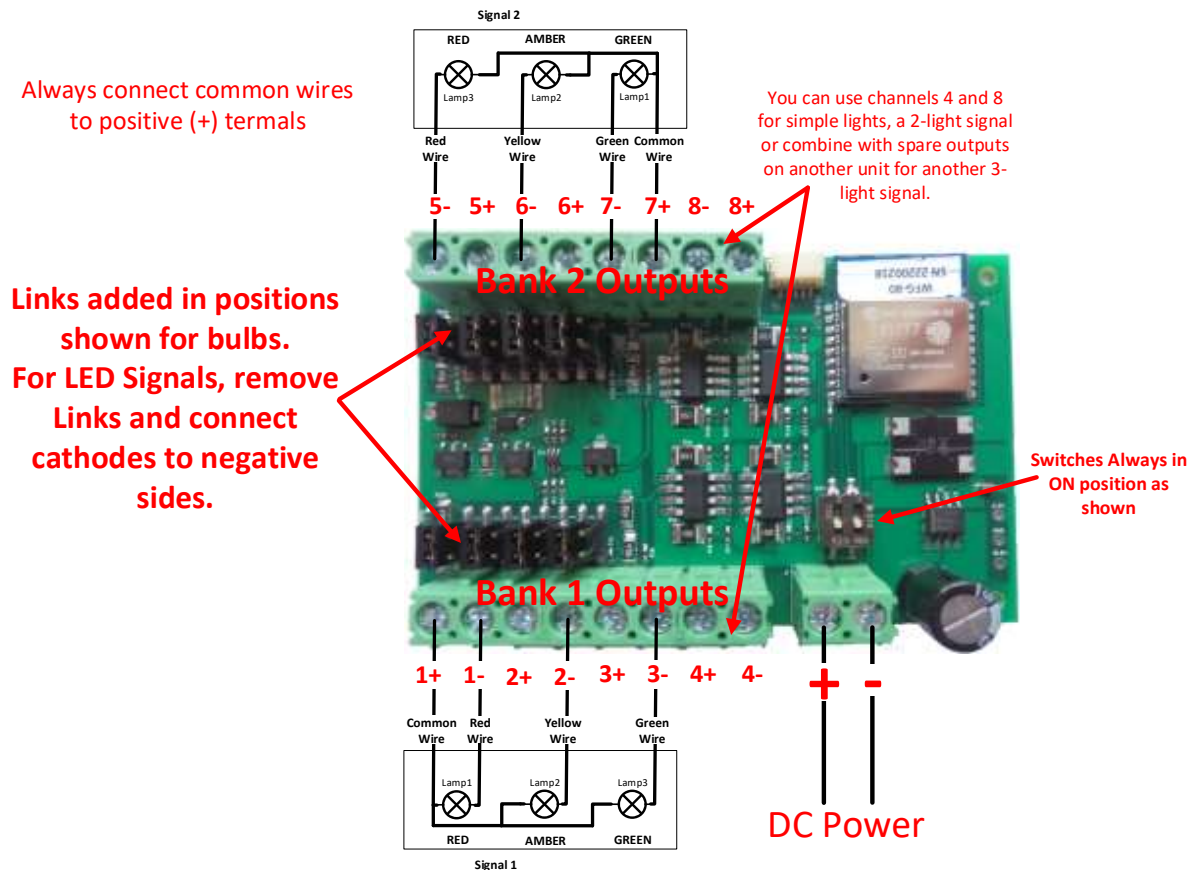 Signal 2
RED AMBER GREEN
Lamp3 Lamp2 Lamp1
Always connect common wires
to positive (+) termals
You can use channels 4 and 8
for simple lights, a 2-light signal
or combine with spare outputs
on another unit for another 3-
light signal.
Red Yellow Green Common
Wire Wire Wire Wire
5- 5+ 6- 6+ 7- 7+ 8- 8+
Bank 2 Outputs
Links added in positions
shown for bulbs.
For LED Signals, remove
Links and connect
cathodes to negative
sides.
Switches Always in
ON position as
shown
Bank 1 Outputs
1+ 1- 2+ 2- 3+ 3- 4+ 4-
+ -
Common Red Yellow Green
Wire Wire Wire Wire
Lamp1 Lamp2 Lamp3
RED AMBER GREEN
Signal 1
DC Power